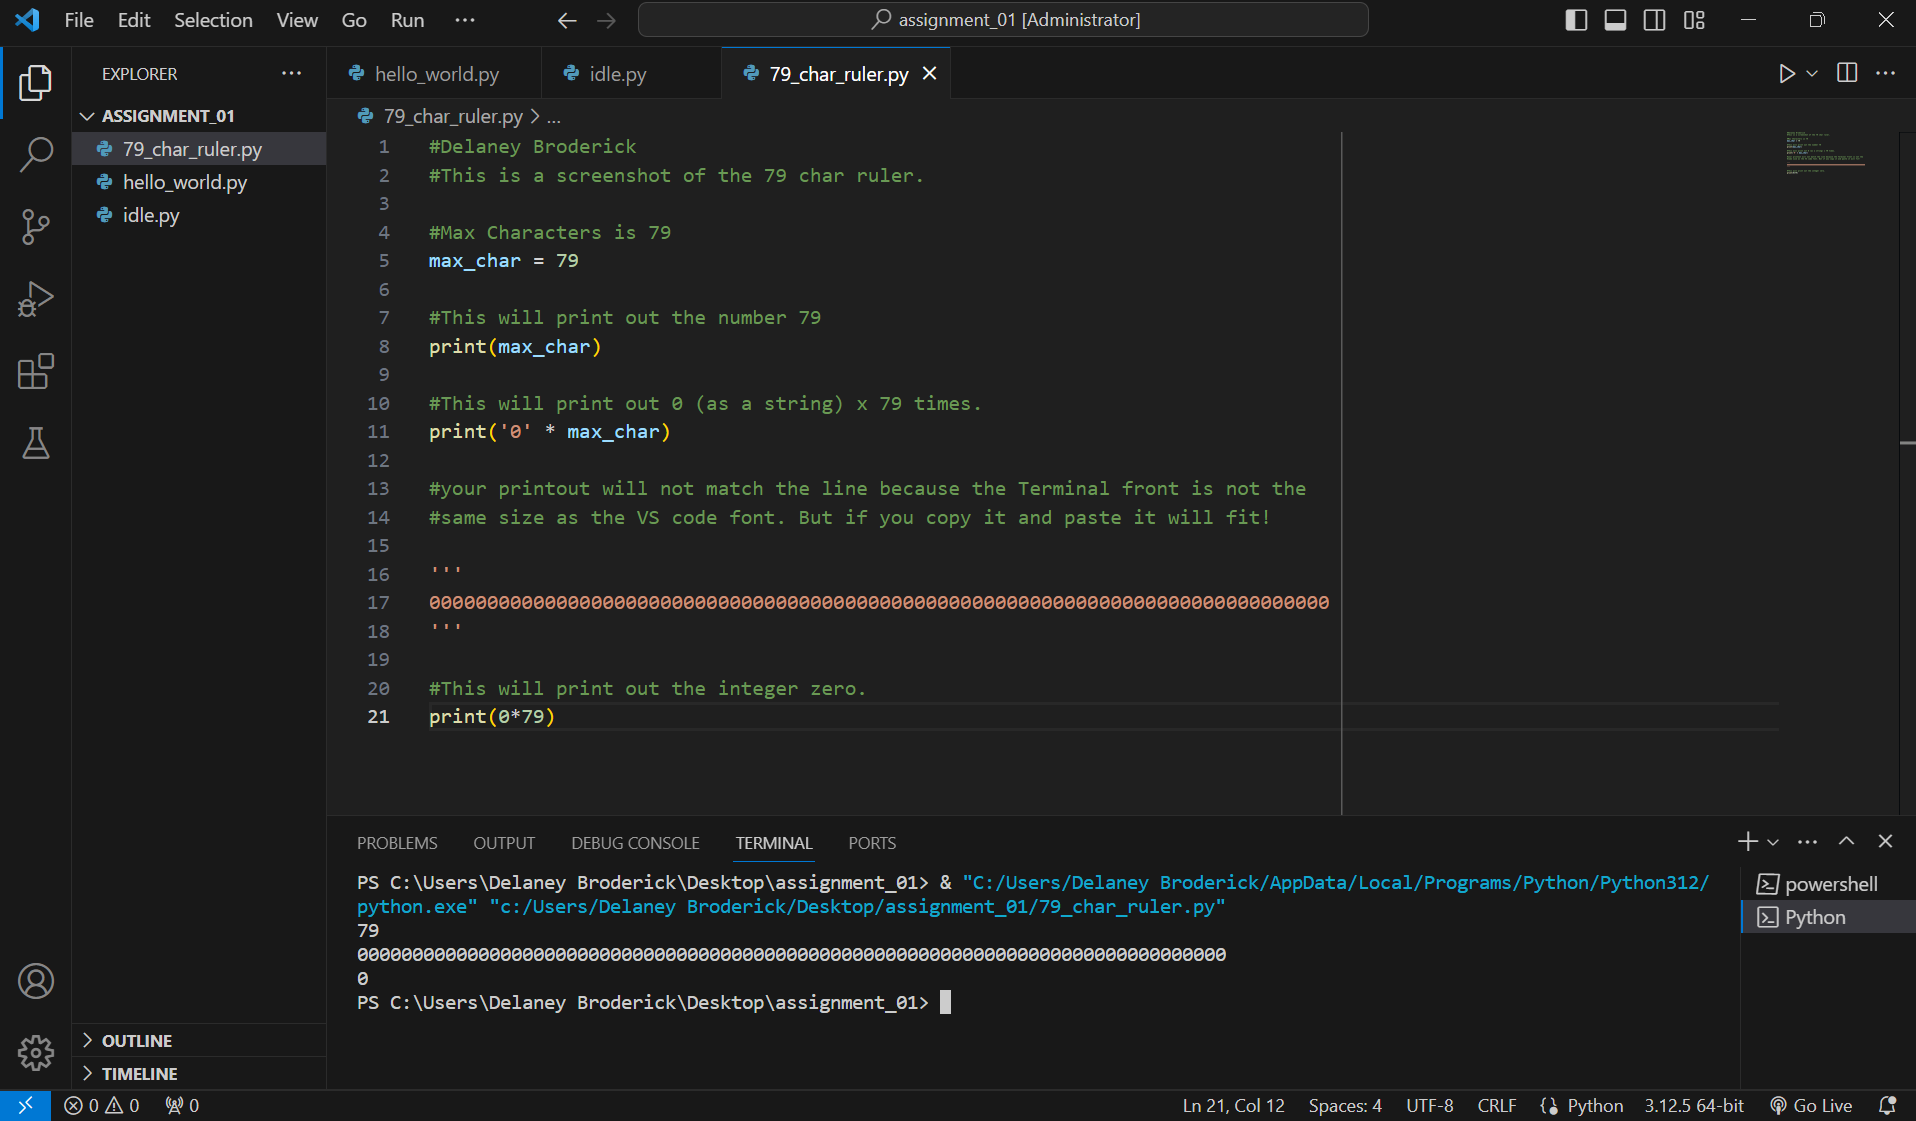 File Edit Selection View Go Run ··· assignment_01 [Administrator]
EXPLORER ···
hello_world.py
idle.py
79_char_ruler.py
ASSIGNMENT_01
79_char_ruler.py
hello_world.py
idle.py
OUTLINE
TIMELINE
79_char_ruler.py > ...
1 #Delaney Broderick
2 #This is a screenshot of the 79 char ruler.
3
4 #Max Characters is 79
5 max_char = 79
6
7 #This will print out the number 79
8 print(max_char)
9
10 #This will print out 0 (as a string) x 79 times.
11 print('0' * max_char)
12
13 #your printout will not match the line because the Terminal front is not the
14 #same size as the VS code font. But if you copy it and paste it will fit!
15
16 '''
17 000000000000000000000000000000000000000000000000000000000000000000000000000000
18 '''
19
20 #This will print out the integer zero.
21 print(0*79)
PROBLEMS OUTPUT DEBUG CONSOLE TERMINAL PORTS
PS C:\Users\Delaney Broderick\Desktop\assignment_01> & "C:/Users/Delaney Broderick/AppData/Local/Programs/Python/Python312/
python.exe" "c:/Users/Delaney Broderick/Desktop/assignment_01/79_char_ruler.py"
79
0000000000000000000000000000000000000000000000000000000000000000000000000000000
0
PS C:\Users\Delaney Broderick\Desktop\assignment_01>
powershell
Python
0 0 0 Ln 21, Col 12 Spaces: 4 UTF-8 CRLF Python 3.12.5 64-bit Go Live